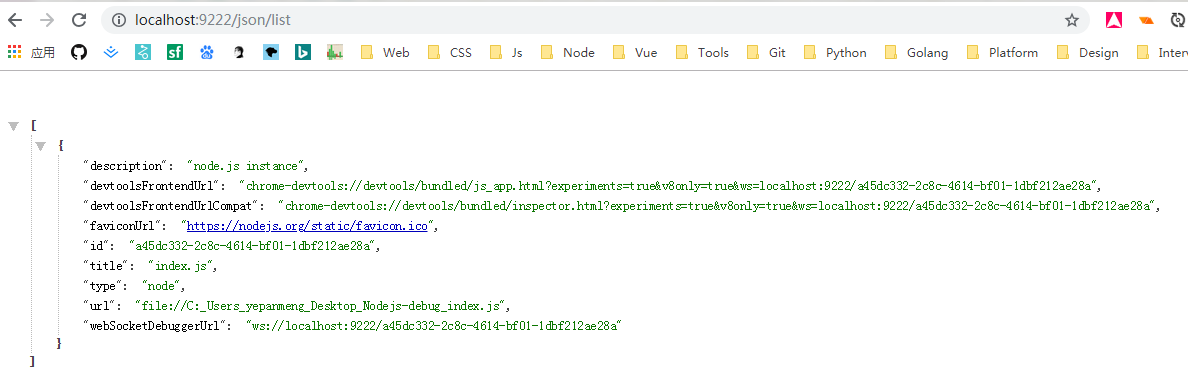 localhost:9222/json/list
应用 Web CSS Js Node Vue Tools Git Python Golang Platform Design Interv
[
{
"description": "node.js instance",
"devtoolsFrontendUrl": "chrome-devtools://devtools/bundled/js_app.html?experiments=true&v8only=true&ws=localhost:9222/a45dc332-2c8c-4614-bf01-1dbf212ae28a",
"devtoolsFrontendUrlCompat": "chrome-devtools://devtools/bundled/inspector.html?experiments=true&v8only=true&ws=localhost:9222/a45dc332-2c8c-4614-bf01-1dbf212ae28a",
"faviconUrl": "https://nodejs.org/static/favicon.ico",
"id": "a45dc332-2c8c-4614-bf01-1dbf212ae28a",
"title": "index.js",
"type": "node",
"url": "file://C:_Users_yepanmeng_Desktop_Nodejs-debug_index.js",
"webSocketDebuggerUrl": "ws://localhost:9222/a45dc332-2c8c-4614-bf01-1dbf212ae28a"
}
]